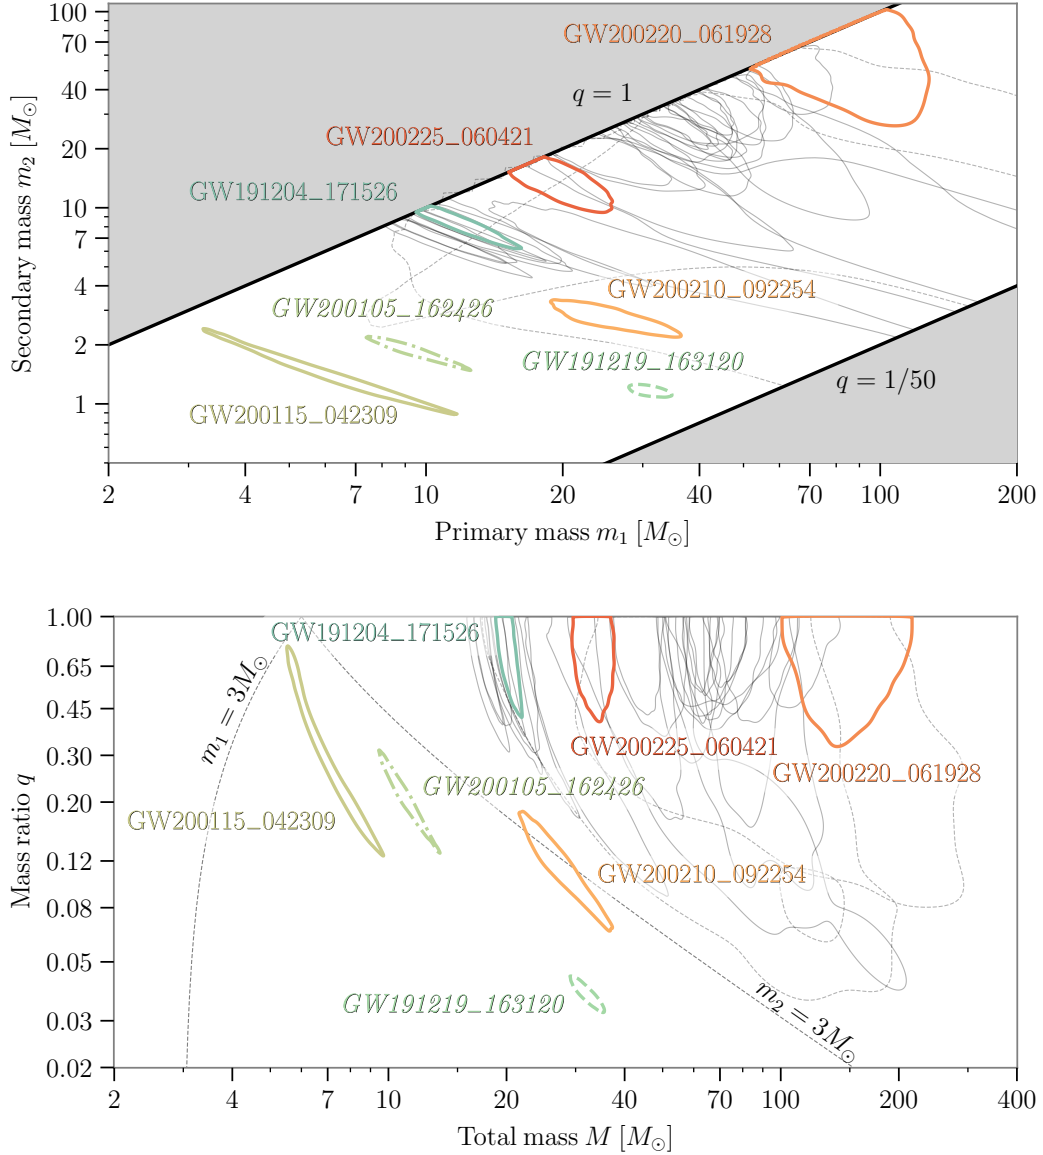 100
70
40
20
10
7
4
2
1
Secondary mass m₂ [M☉]
GW200220_061928
q = 1
GW200225_060421
GW191204_171526
GW200105_162426
GW200210_092254
GW191219_163120
q = 1/50
GW200115_042309
2 4 7 10 20 40 70 100 200
Primary mass m₁ [M☉]
1.00
0.65
0.45
0.30
0.20
0.12
0.08
0.05
0.03
0.02
Mass ratio q
GW191204_171526
m₁ = 3M☉
GW200225_060421
GW200220_061928
GW200105_162426
GW200115_042309
GW200210_092254
GW191219_163120
m₂ = 3M☉
2 4 7 10 20 40 70 100 200 400
Total mass M [M☉]